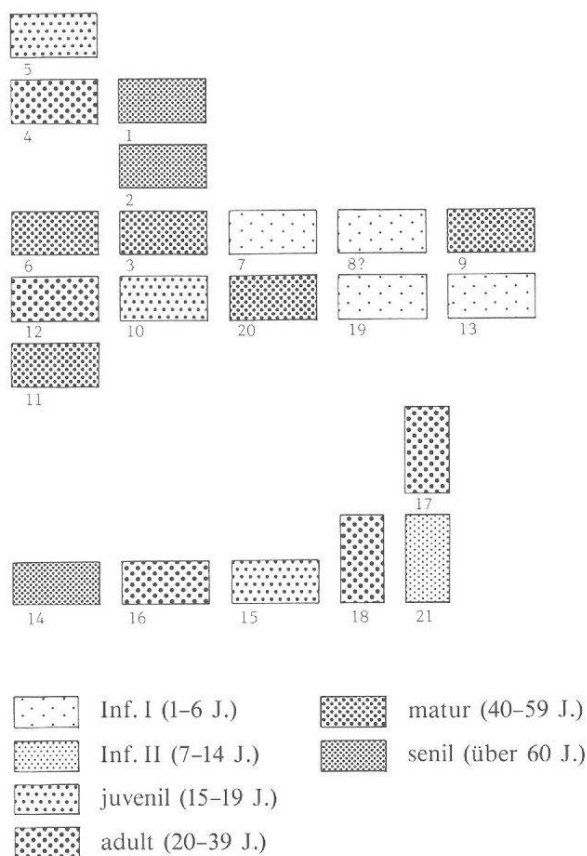 5
4 1
2
6 3 7 8? 9
12 10 20 19 13
11
17
14 16 15 18 21
Inf. I (1–6 J.)
Inf. II (7–14 J.)
juvenil (15–19 J.)
adult (20–39 J.)
matur (40–59 J.)
senil (über 60 J.)